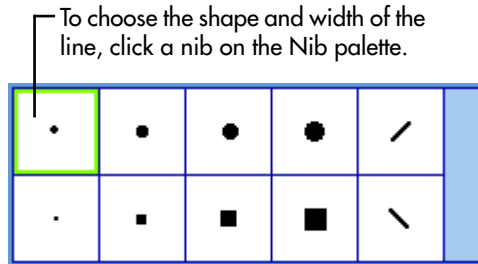 To choose the shape and width of the
line, click a nib on the Nib palette.